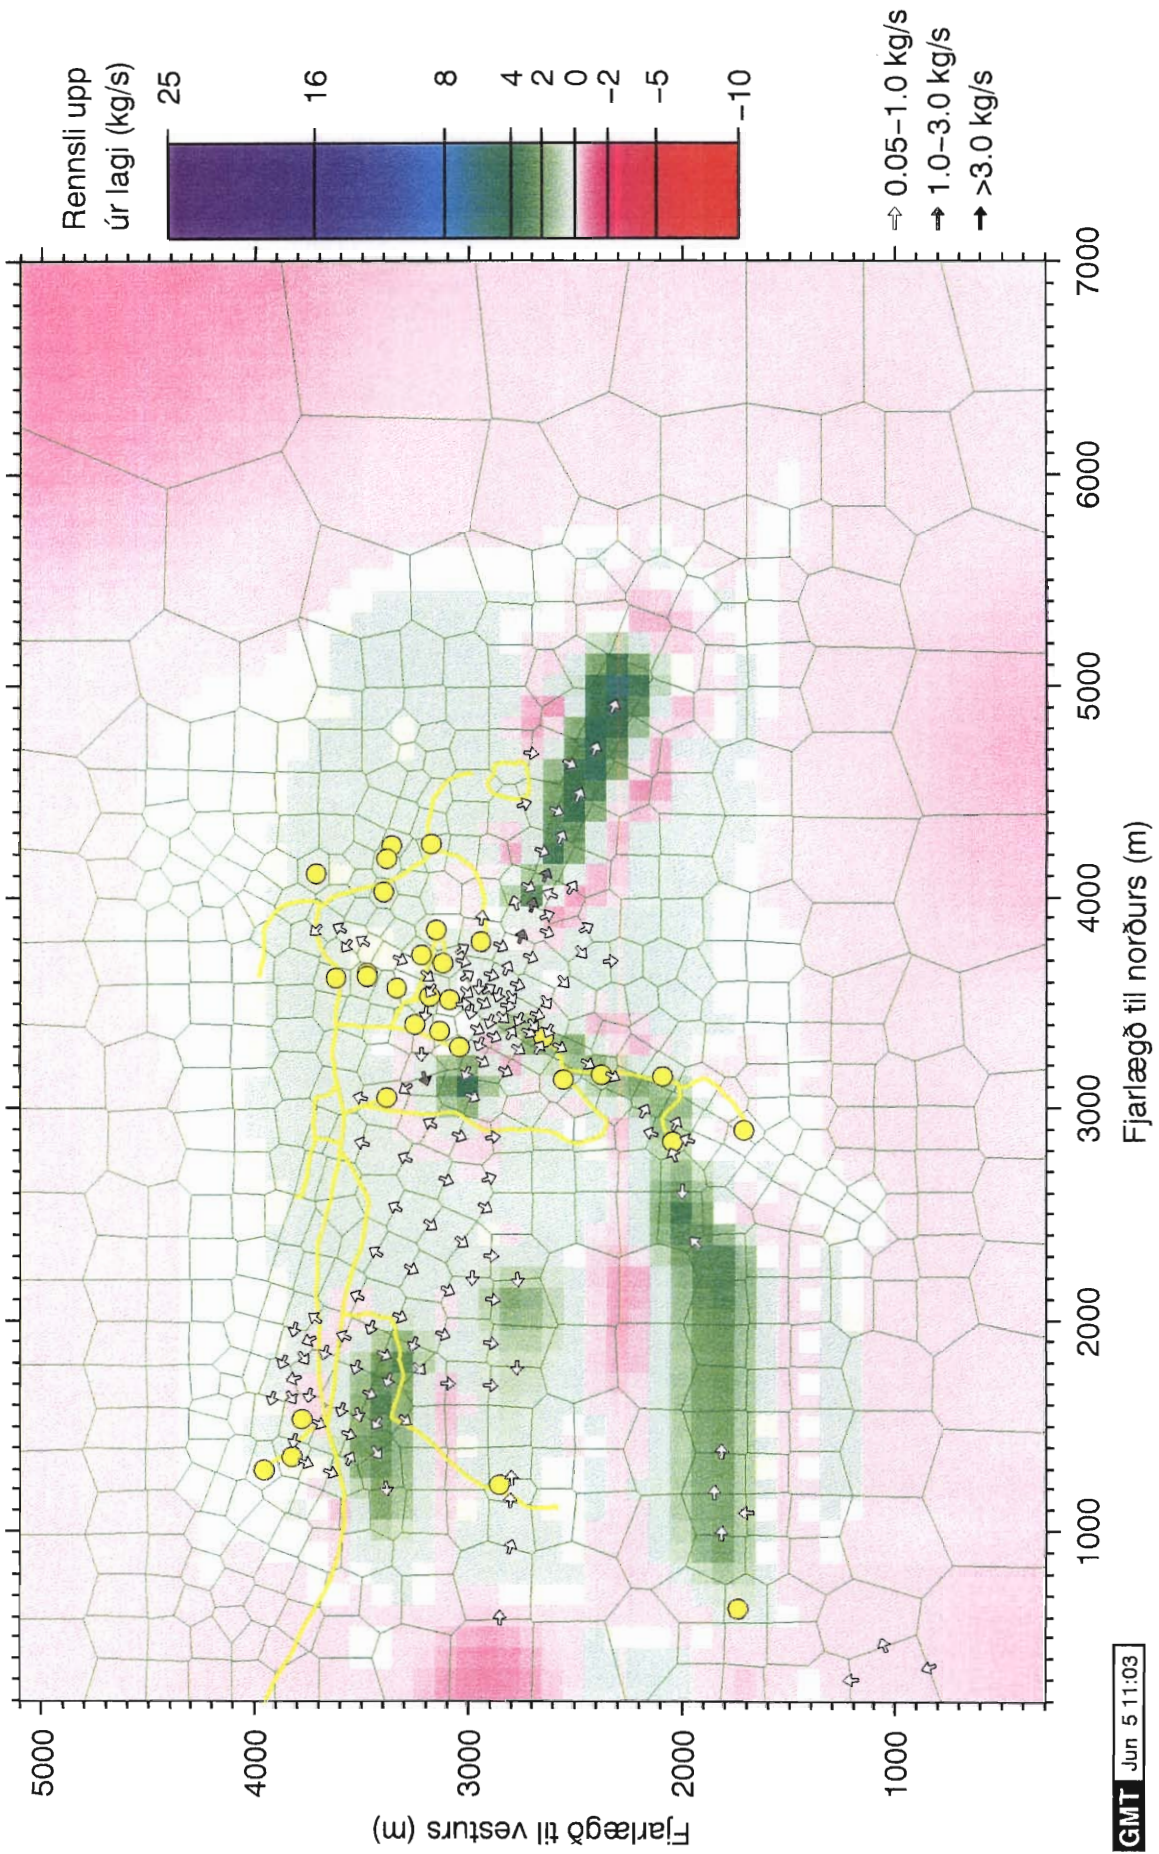 Rennsli upp
úr lagi (kg/s)
25
16
8
4
2
0
−2
−5
−10
0.05−1.0 kg/s
1.0−3.0 kg/s
>3.0 kg/s
5000
4000
3000
2000
1000
Fjarlægð til vesturs (m)
1000
2000
3000
4000
5000
6000
7000
Fjarlægð til norðurs (m)
GMT Jun 5 11:03